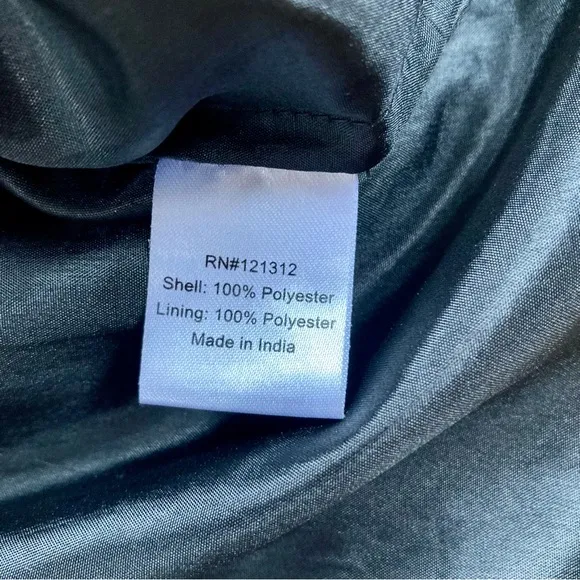 RN#121312
Shell: 100% Polyester
Lining: 100% Polyester
Made in India